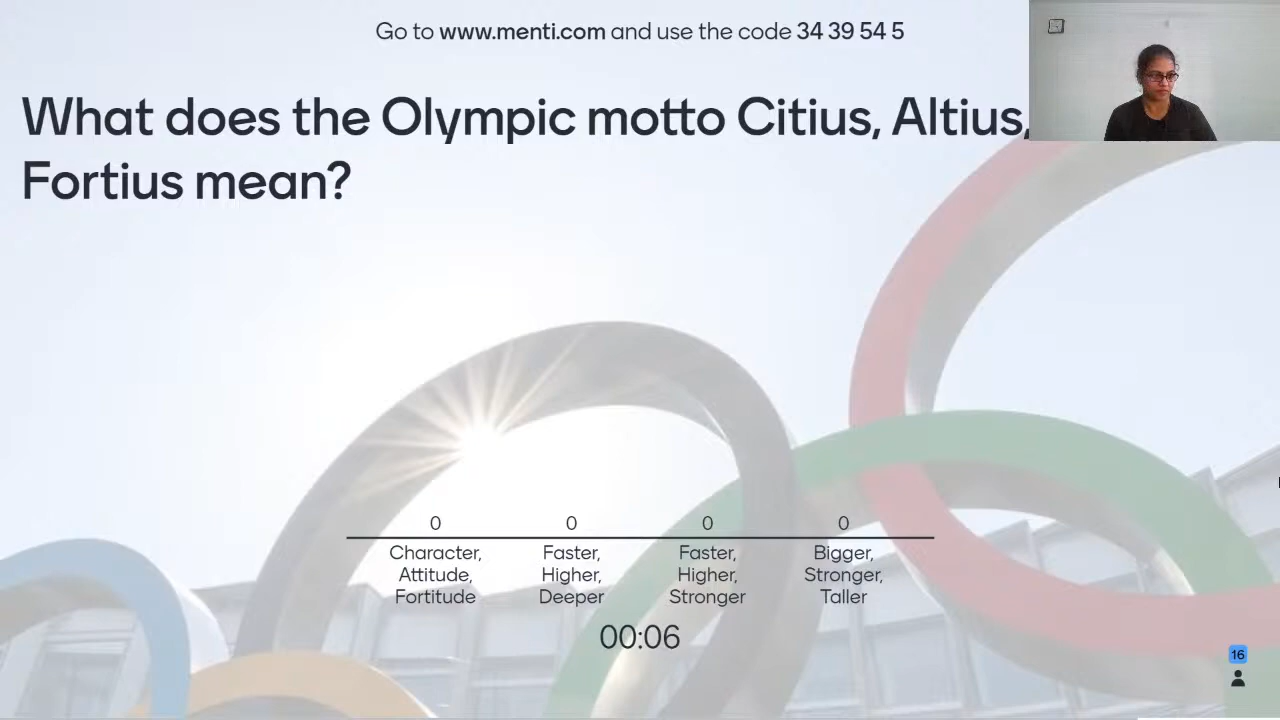 Go to www.menti.com and use the code 34 39 54 5
What does the Olympic motto Citius, Altius,
Fortius mean?
0 0 0 0
Character, Faster, Faster, Bigger,
Attitude, Higher, Higher, Stronger,
Fortitude Deeper Stronger Taller
00:06
16